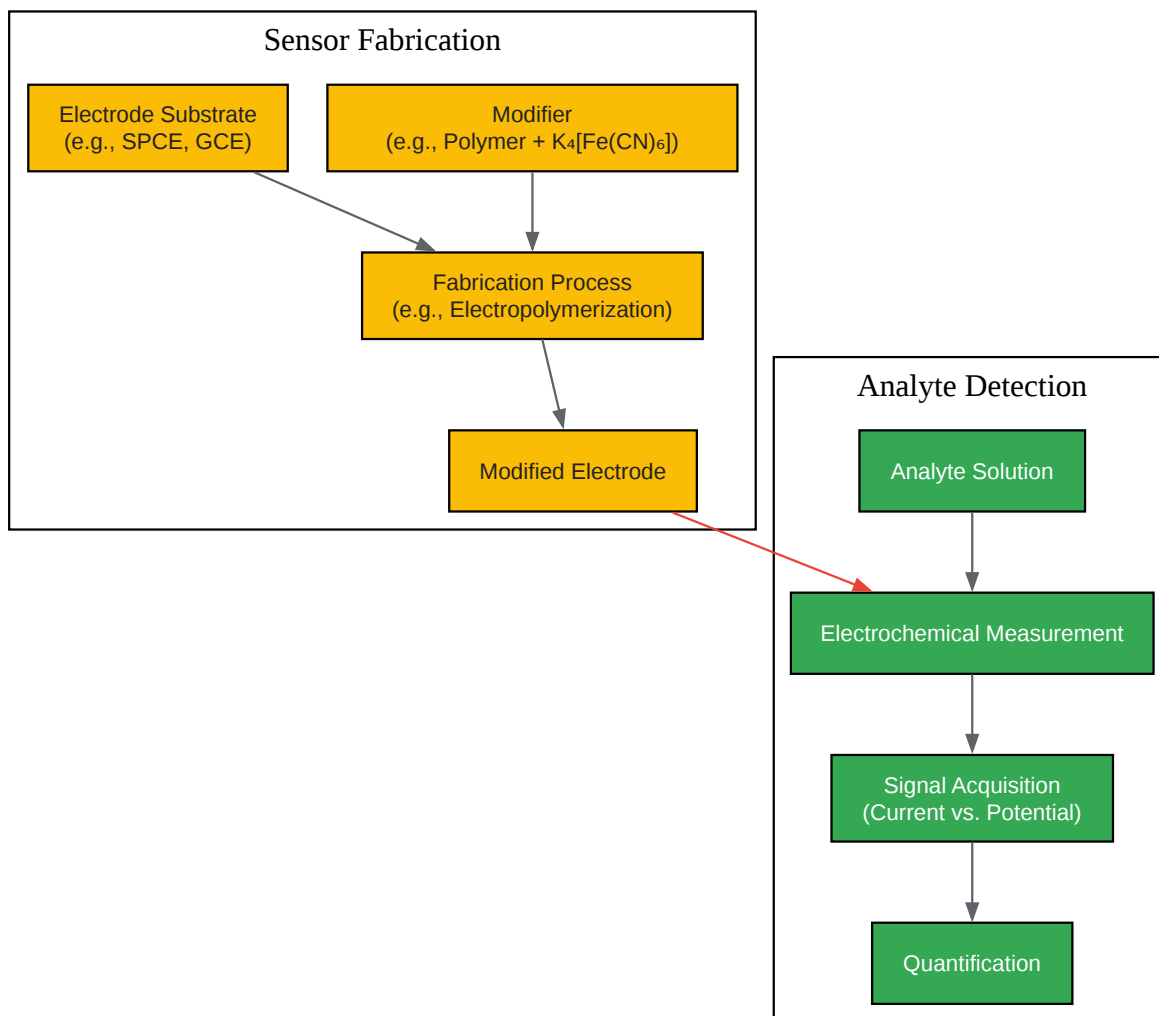 Sensor Fabrication
Electrode Substrate
(e.g., SPCE, GCE)
Modifier
(e.g., Polymer + K₄[Fe(CN)₆])
Fabrication Process
(e.g., Electropolymerization)
Modified Electrode
Analyte Detection
Analyte Solution
Electrochemical Measurement
Signal Acquisition
(Current vs. Potential)
Quantification